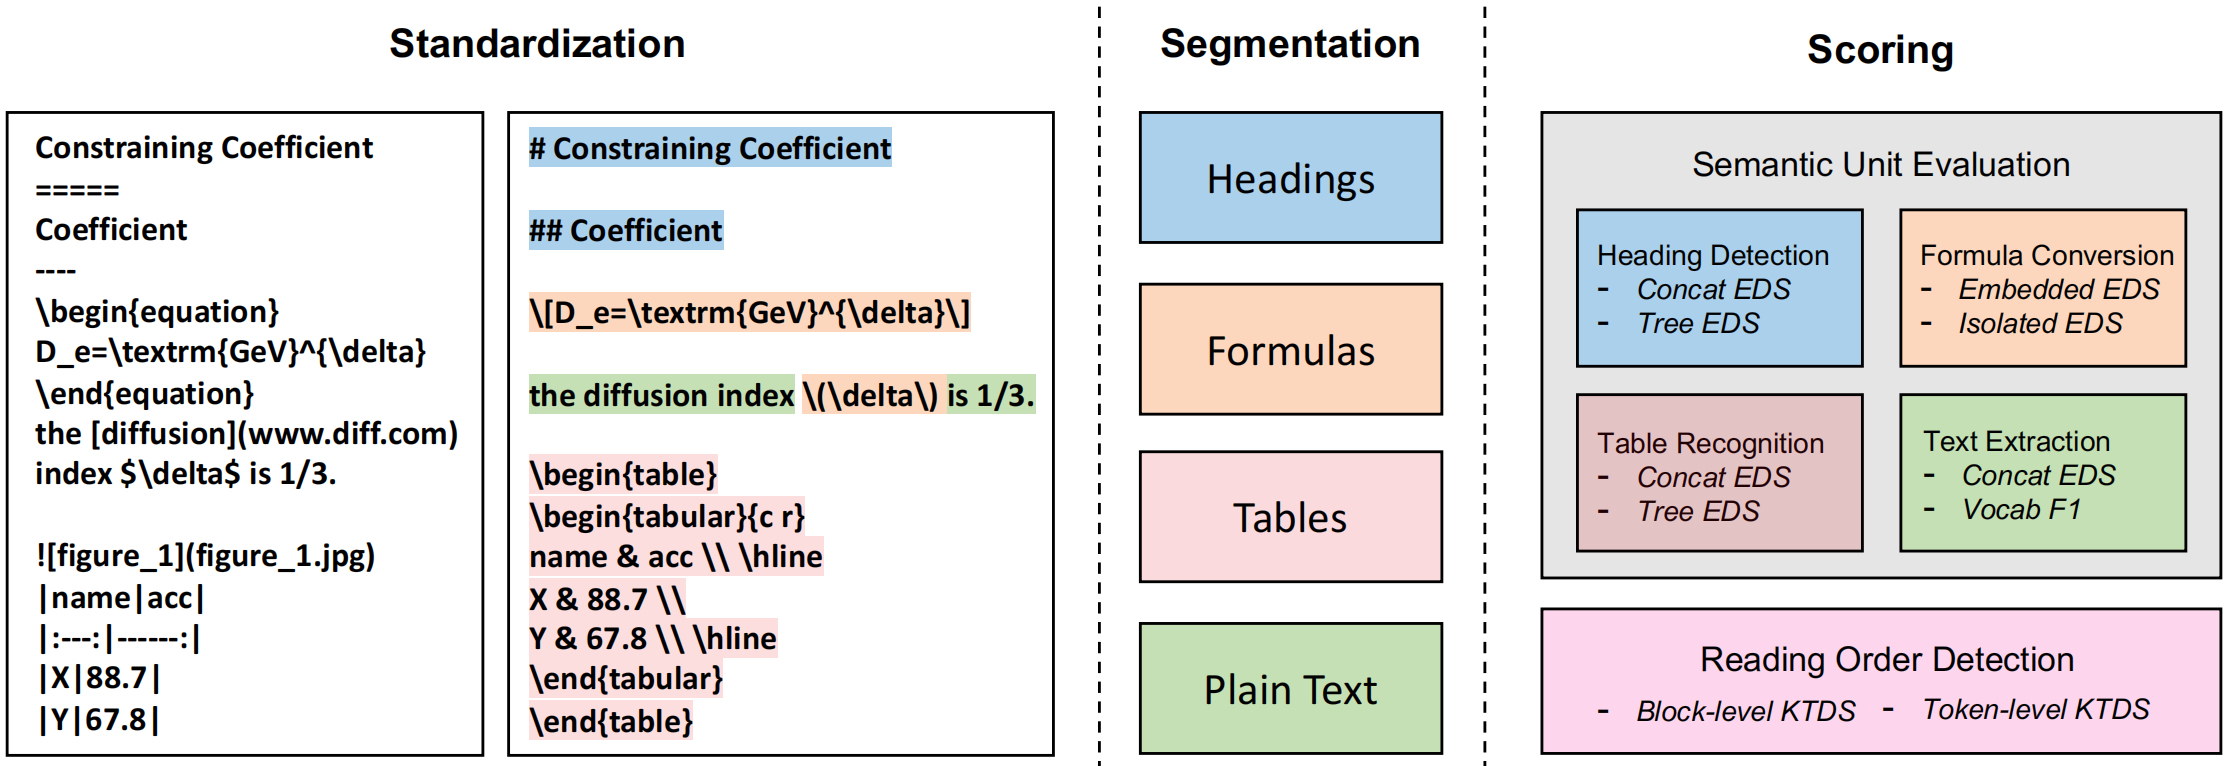 Standardization
Constraining Coefficient
=====
Coefficient
----
\begin{equation}
D_e=\textrm{GeV}^{\delta}
\end{equation}
the [diffusion](www.diff.com)
index $\delta$ is 1/3.
![figure_1](figure_1.jpg)
|name|acc|
|:---:|------:|
|X|88.7|
|Y|67.8|
# Constraining Coefficient
## Coefficient
\[D_e=\textrm{GeV}^{\delta}\]
the diffusion index \(\delta\) is 1/3.
\begin{table}
\begin{tabular}{c r}
name & acc \\ \hline
X & 88.7 \\
Y & 67.8 \\ \hline
\end{tabular}
\end{table}
Segmentation
Headings
Formulas
Tables
Plain Text
Scoring
Semantic Unit Evaluation
Heading Detection
- Concat EDS
- Tree EDS
Formula Conversion
- Embedded EDS
- Isolated EDS
Table Recognition
- Concat EDS
- Tree EDS
Text Extraction
- Concat EDS
- Vocab F1
Reading Order Detection
- Block-level KTDS - Token-level KTDS